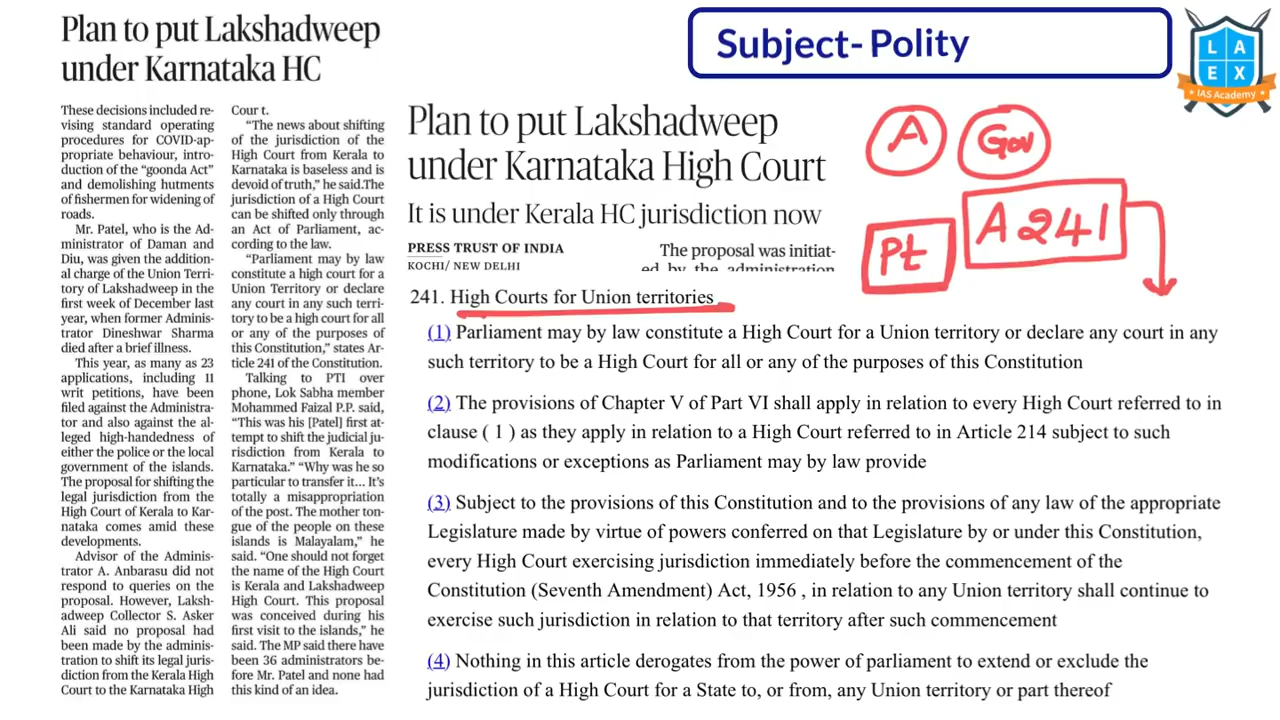 Plan to put Lakshadweep
under Karnataka HC
These decisions included re-
vising standard operating
procedures for COVID-ap-
propriate behaviour, intro-
duction of the “goonda Act”
and demolishing hutments
of fishermen for widening of
roads.
Mr. Patel, who is the Ad-
ministrator of Daman and
Diu, was given the addition-
al charge of the Union Terri-
tory of Lakshadweep in the
first week of December last
year, when former Adminis-
trator Dineshwar Sharma
died after a brief illness.
This year, as many as 23
applications, including 11
writ petitions, have been
filed against the Administra-
tor and also against the al-
leged high-handedness of
either the police or the local
government of the islands.
The proposal for shifting the
legal jurisdiction from the
High Court of Kerala to Kar-
nataka comes amid these
developments.
Advisor of the Adminis-
trator A. Anbarasu did not
respond to queries on the
proposal. However, Laksh-
adweep Collector S. Asker
Ali said no proposal had
been made by the adminis-
tration to shift its legal juris-
diction from the Kerala High
Court to the Karnataka High
Cour t.
“The news about shifting
of the jurisdiction of the
High Court from Kerala to
Karnataka is baseless and is
devoid of truth,” he said.The
jurisdiction of a High Court
can be shifted only through
an Act of Parliament, ac-
cording to the law.
“Parliament may by law
constitute a high court for a
Union Territory or declare
any court in any such terri-
tory to be a high court for all
or any of the purposes of
this Constitution,” states Ar-
ticle 241 of the Constitution.
Talking to PTI over
phone, Lok Sabha member
Mohammed Faizal P.P. said,
“This was his [Patel] first at-
tempt to shift the judicial ju-
risdiction from Kerala to
Karnataka.” “Why was he so
particular to transfer it... It’s
totally a misappropriation
of the post. The mother ton-
gue of the people on these
islands is Malayalam,” he
said. “One should not forget
the name of the High Court
is Kerala and Lakshadweep
High Court. This proposal
was conceived during his
first visit to the islands,” he
said. The MP said there have
been 36 administrators be-
fore Mr. Patel and none had
this kind of an idea.
Subject- Polity
L A
E X
IAS Academy
Plan to put Lakshadweep
under Karnataka High Court
It is under Kerala HC jurisdiction now
PRESS TRUST OF INDIA
KOCHI/ NEW DELHI
The proposal was initiat-
ed by the administration
A Gov
Pt A 241
241. High Courts for Union territories
(1) Parliament may by law constitute a High Court for a Union territory or declare any court in any
such territory to be a High Court for all or any of the purposes of this Constitution
(2) The provisions of Chapter V of Part VI shall apply in relation to every High Court referred to in
clause ( 1 ) as they apply in relation to a High Court referred to in Article 214 subject to such
modifications or exceptions as Parliament may by law provide
(3) Subject to the provisions of this Constitution and to the provisions of any law of the appropriate
Legislature made by virtue of powers conferred on that Legislature by or under this Constitution,
every High Court exercising jurisdiction immediately before the commencement of the
Constitution (Seventh Amendment) Act, 1956 , in relation to any Union territory shall continue to
exercise such jurisdiction in relation to that territory after such commencement
(4) Nothing in this article derogates from the power of parliament to extend or exclude the
jurisdiction of a High Court for a State to, or from, any Union territory or part thereof